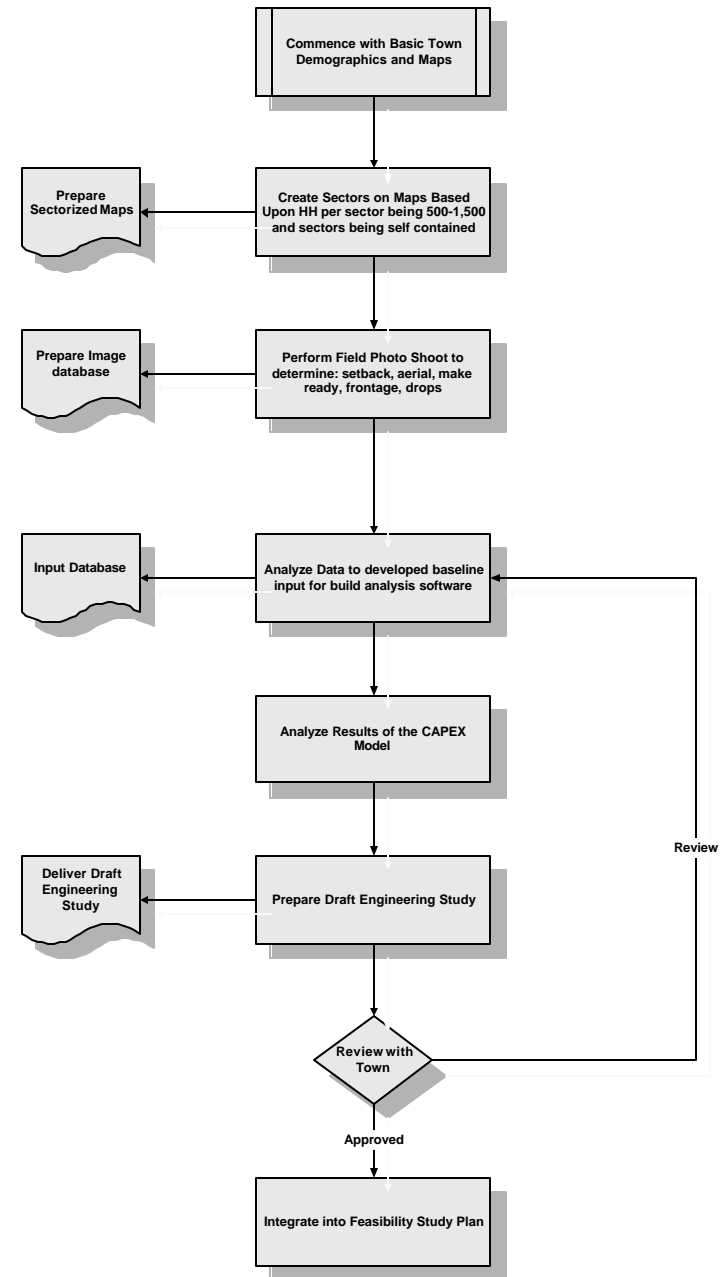 Commence with Basic Town
Demographics and Maps
Prepare
Sectorized Maps
Create Sectors on Maps Based
Upon HH per sector being 500-1,500
and sectors being self contained
Prepare Image
database
Perform Field Photo Shoot to
determine: setback, aerial, make
ready, frontage, drops
Input Database
Analyze Data to developed baseline
input for build analysis software
Analyze Results of the CAPEX
Model
Review
Deliver Draft
Engineering
Study
Prepare Draft Engineering Study
Review with
Town
Approved
Integrate into Feasibility Study Plan